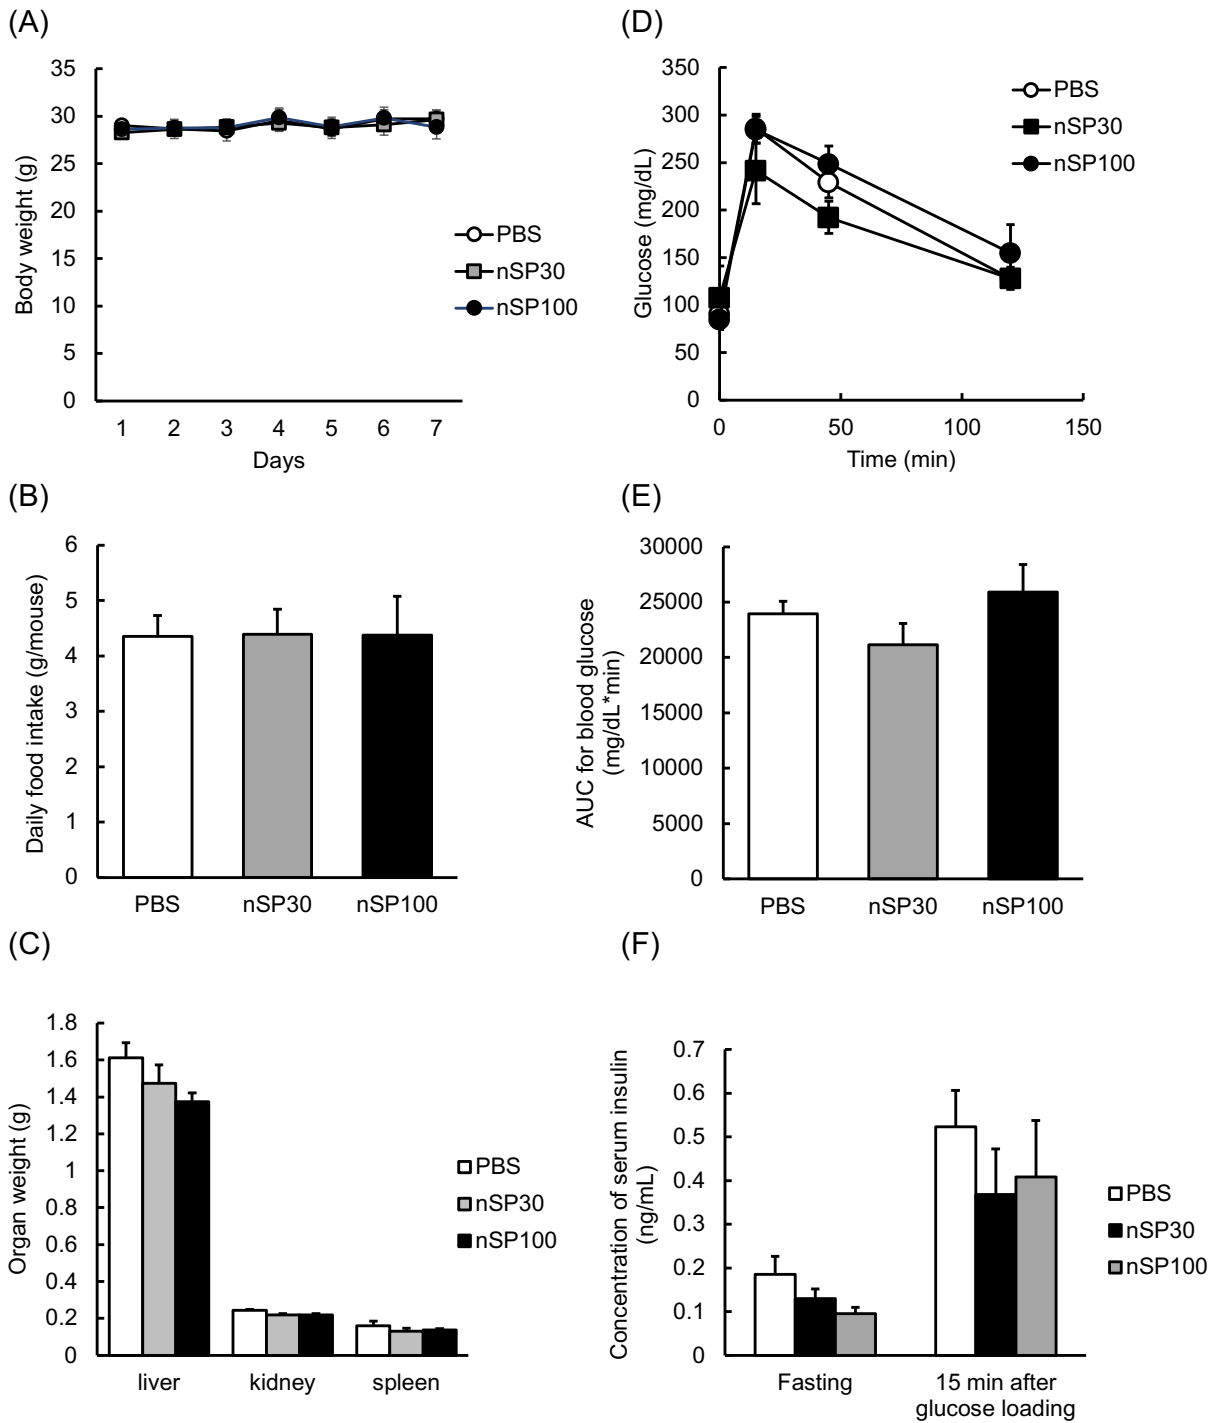 (A)
35
30
25
20
15
10
5
0
Body weight (g)
1 2 3 4 5 6 7
Days
PBS
nSP30
nSP100
(D)
350
300
250
200
150
100
50
0
Glucose (mg/dL)
0 50 100 150
Time (min)
PBS
nSP30
nSP100
(B)
6
5
4
3
2
1
0
Daily food intake (g/mouse)
PBS nSP30 nSP100
(E)
30000
25000
20000
15000
10000
5000
0
AUC for blood glucose
(mg/dL*min)
PBS nSP30 nSP100
(C)
1.8
1.6
1.4
1.2
1
0.8
0.6
0.4
0.2
0
Organ weight (g)
liver kidney spleen
PBS
nSP30
nSP100
(F)
0.7
0.6
0.5
0.4
0.3
0.2
0.1
0
Concentration of serum insulin
(ng/mL)
Fasting 15 min after
glucose loading
PBS
nSP30
nSP100